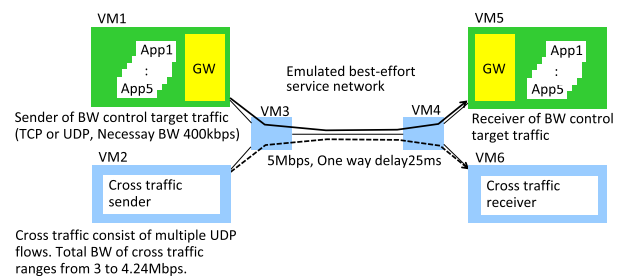 VM1
App1
:
App5
GW
Sender of BW control target traffic
(TCP or UDP, Necessay BW 400kbps)
VM2
Cross traffic
sender
Cross traffic consist of multiple UDP
flows. Total BW of cross traffic
ranges from 3 to 4.24Mbps.
Emulated best-effort
service network
VM3
VM4
5Mbps, One way delay25ms
VM5
GW
App1
:
App5
Receiver of BW control
target traffic
VM6
Cross traffic
receiver